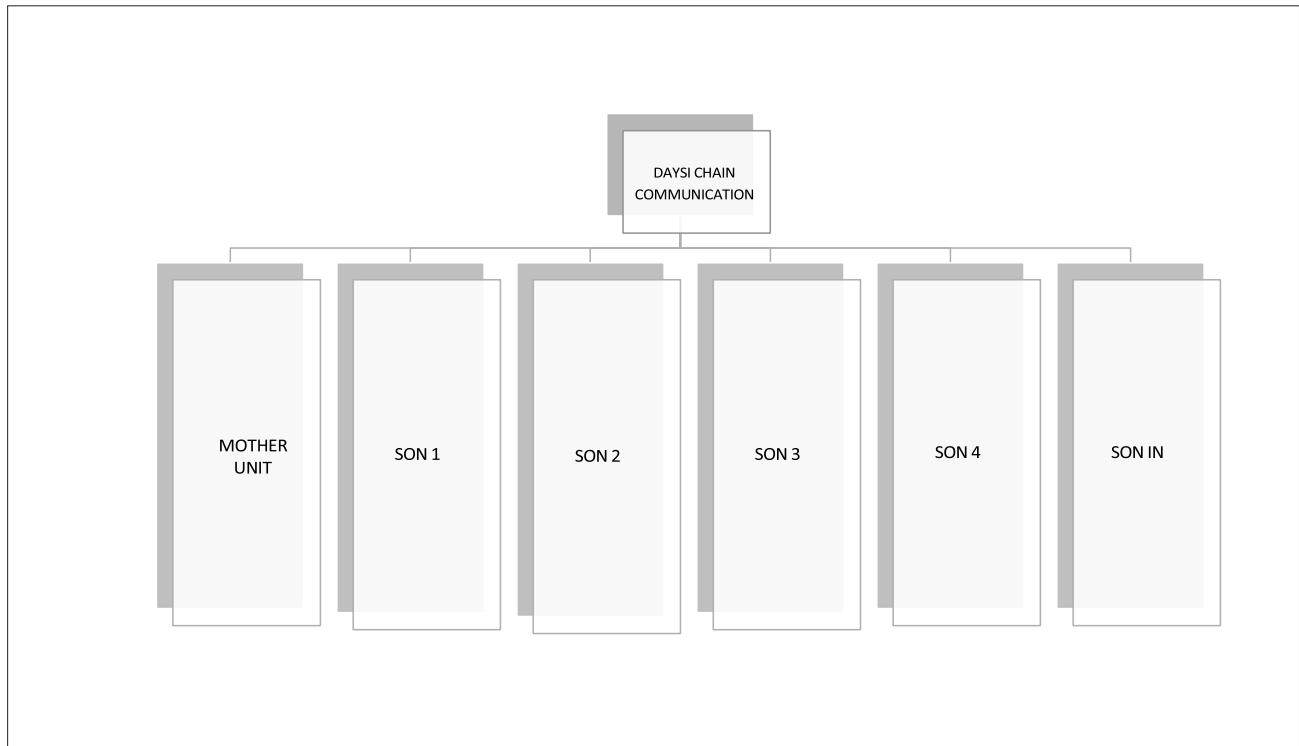 DAYSI CHAIN
COMMUNICATION
MOTHER
UNIT
SON 1
SON 2
SON 3
SON 4
SON IN